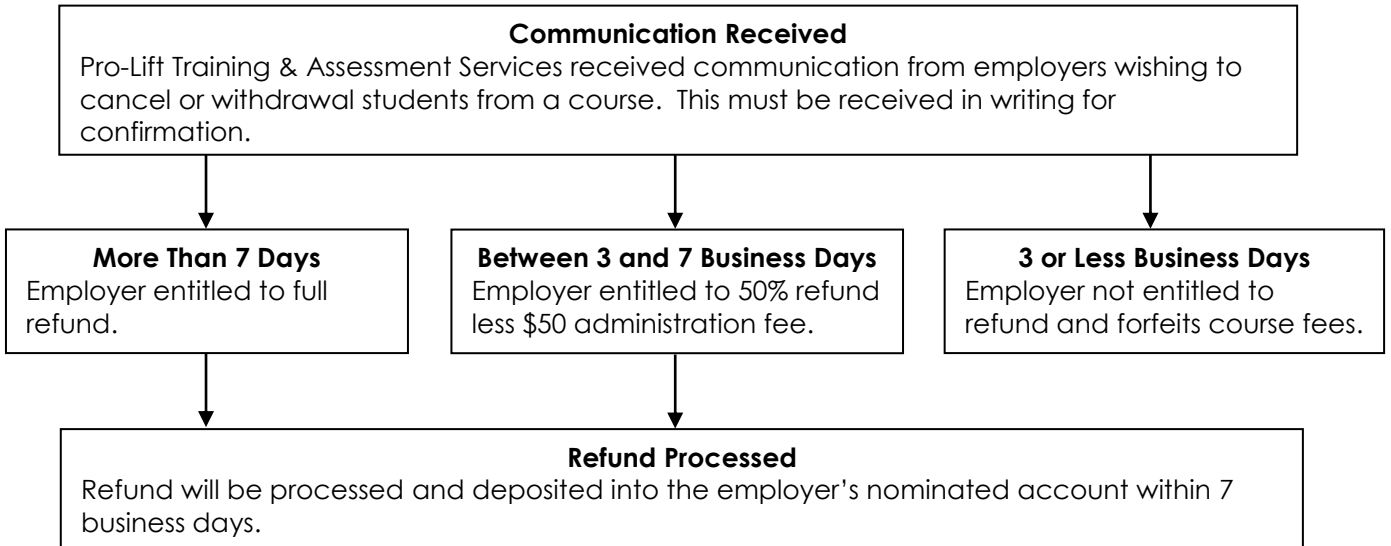 Communication Received
Pro-Lift Training & Assessment Services received communication from employers wishing to
cancel or withdrawal students from a course.  This must be received in writing for
confirmation.
More Than 7 Days
Employer entitled to full
refund.
Between 3 and 7 Business Days
Employer entitled to 50% refund
less $50 administration fee.
3 or Less Business Days
Employer not entitled to
refund and forfeits course fees.
Refund Processed
Refund will be processed and deposited into the employer’s nominated account within 7
business days.